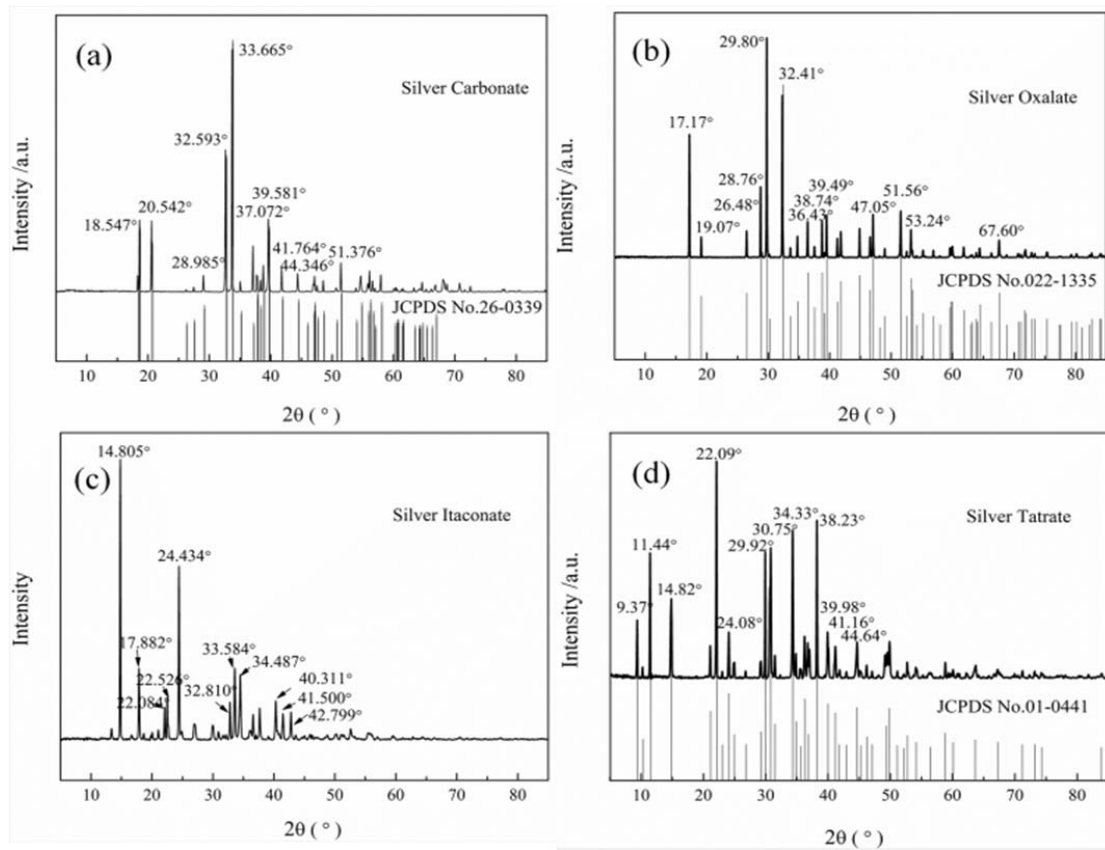 (a)
Silver Carbonate
33.665°
32.593°
39.581°
37.072°
20.542°
18.547°
41.764°
51.376°
28.985°
44.346°
JCPDS No.26-0339
Intensity /a.u.
10 20 30 40 50 60 70 80
2θ ( ° )
(b)
Silver Oxalate
29.80°
32.41°
17.17°
28.76°
39.49°
38.74°
51.56°
26.48°
36.43°
47.05°
19.07°
53.24°
67.60°
JCPDS No.022-1335
Intensity /a.u.
10 20 30 40 50 60 70 80
2θ ( ° )
(c)
Silver Itaconate
14.805°
24.434°
17.882°
33.584°
34.487°
22.526°
32.810°
40.311°
22.084°
41.500°
42.799°
Intensity
10 20 30 40 50 60 70 80
2θ ( ° )
(d)
Silver Tatrate
22.09°
34.33°
38.23°
30.75°
29.92°
11.44°
14.82°
9.37°
24.08°
39.98°
41.16°
44.64°
JCPDS No.01-0441
Intensity /a.u.
10 20 30 40 50 60 70 80
2θ ( ° )